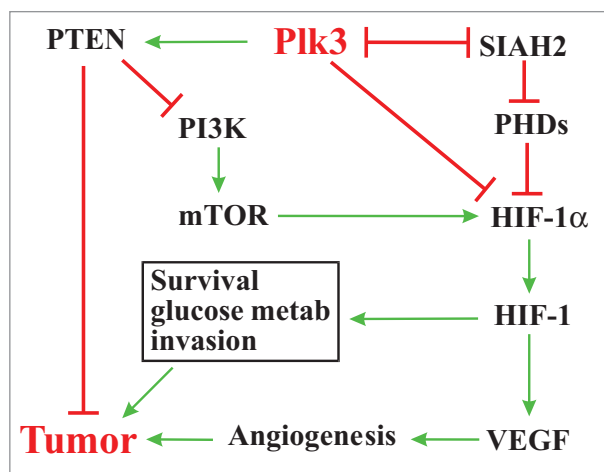 PTEN
Plk3
SIAH2
PI3K
PHDs
mTOR
HIF-1α
Survival
glucose metab
invasion
HIF-1
Tumor
Angiogenesis
VEGF